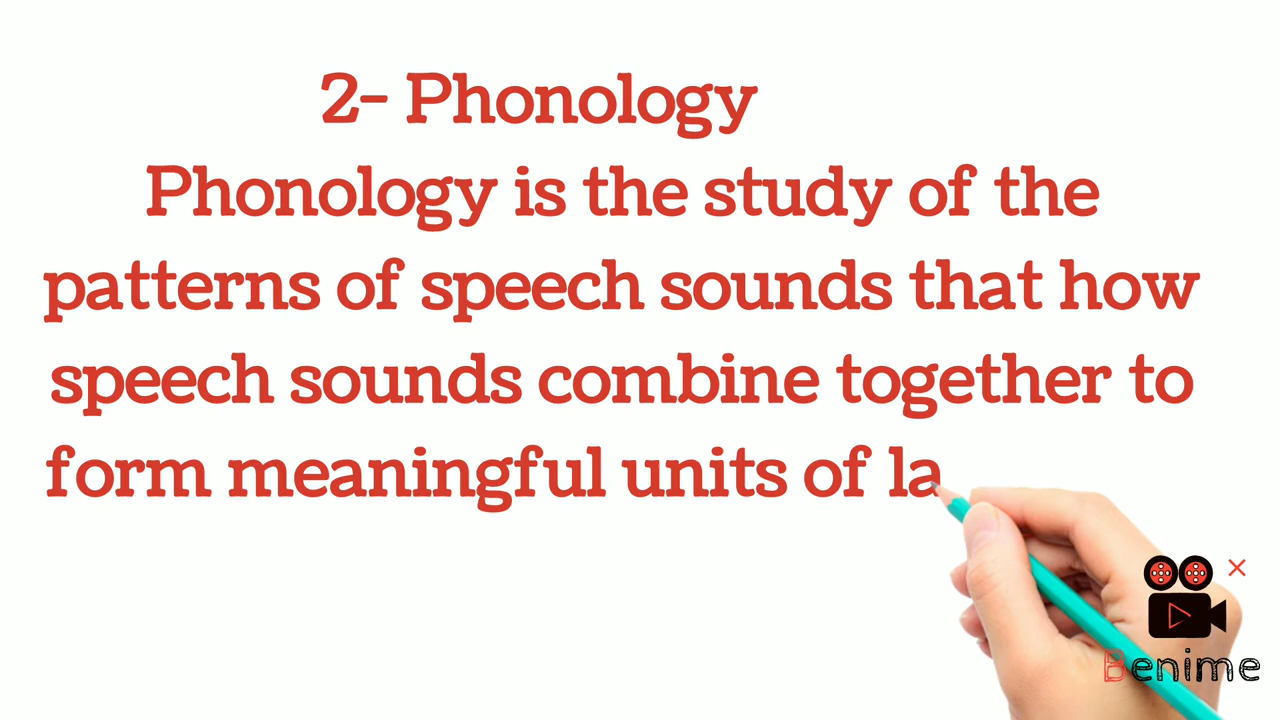 2- Phonology
Phonology is the study of the
patterns of speech sounds that how
speech sounds combine together to
form meaningful units of la
Benime